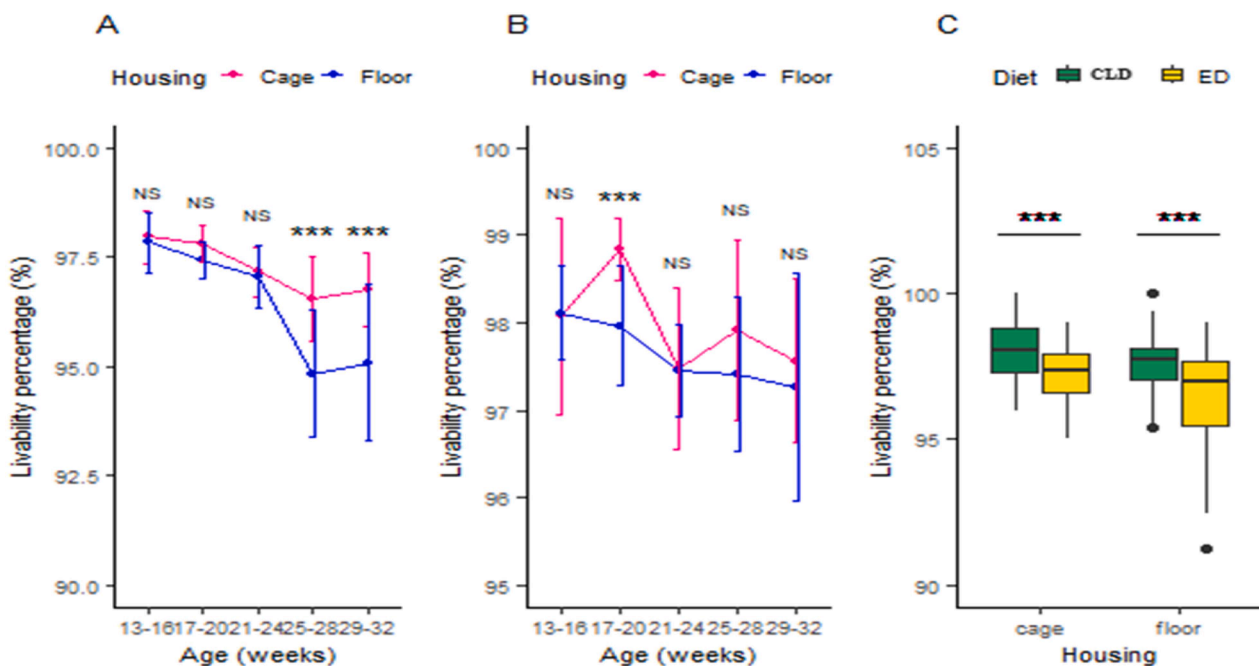 A
Housing Cage Floor
Livability percentage (%)
100.0
97.5
95.0
92.5
90.0
NS
NS
NS
***
***
13-16 17-20 21-24 25-28 29-32
Age (weeks)
B
Housing Cage Floor
Livability percentage (%)
100
99
98
97
96
95
NS
***
NS
NS
NS
13-16 17-20 21-24 25-28 29-32
Age (weeks)
C
Diet CLD ED
Livability percentage (%)
105
100
95
90
***
***
cage floor
Housing